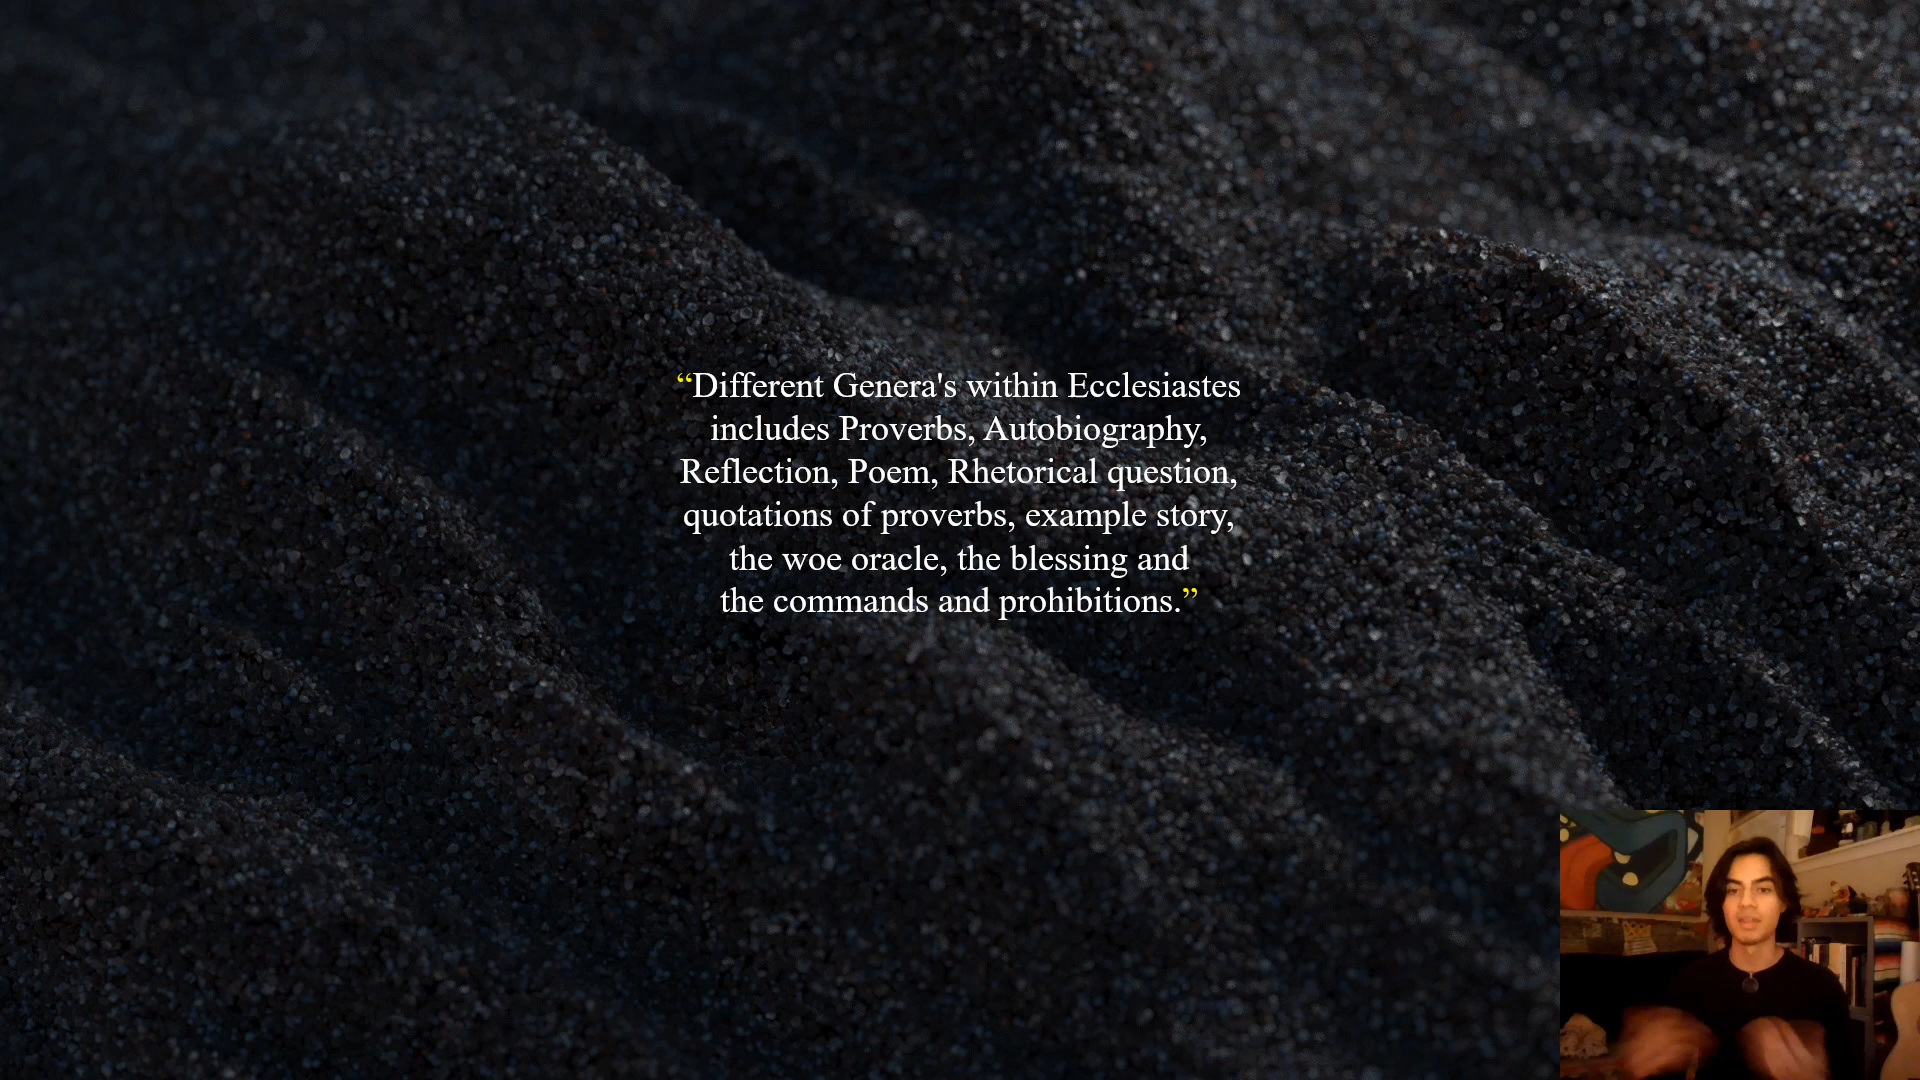 “Different Genera's within Ecclesiastes
includes Proverbs, Autobiography,
Reflection, Poem, Rhetorical question,
quotations of proverbs, example story,
the woe oracle, the blessing and
the commands and prohibitions.”